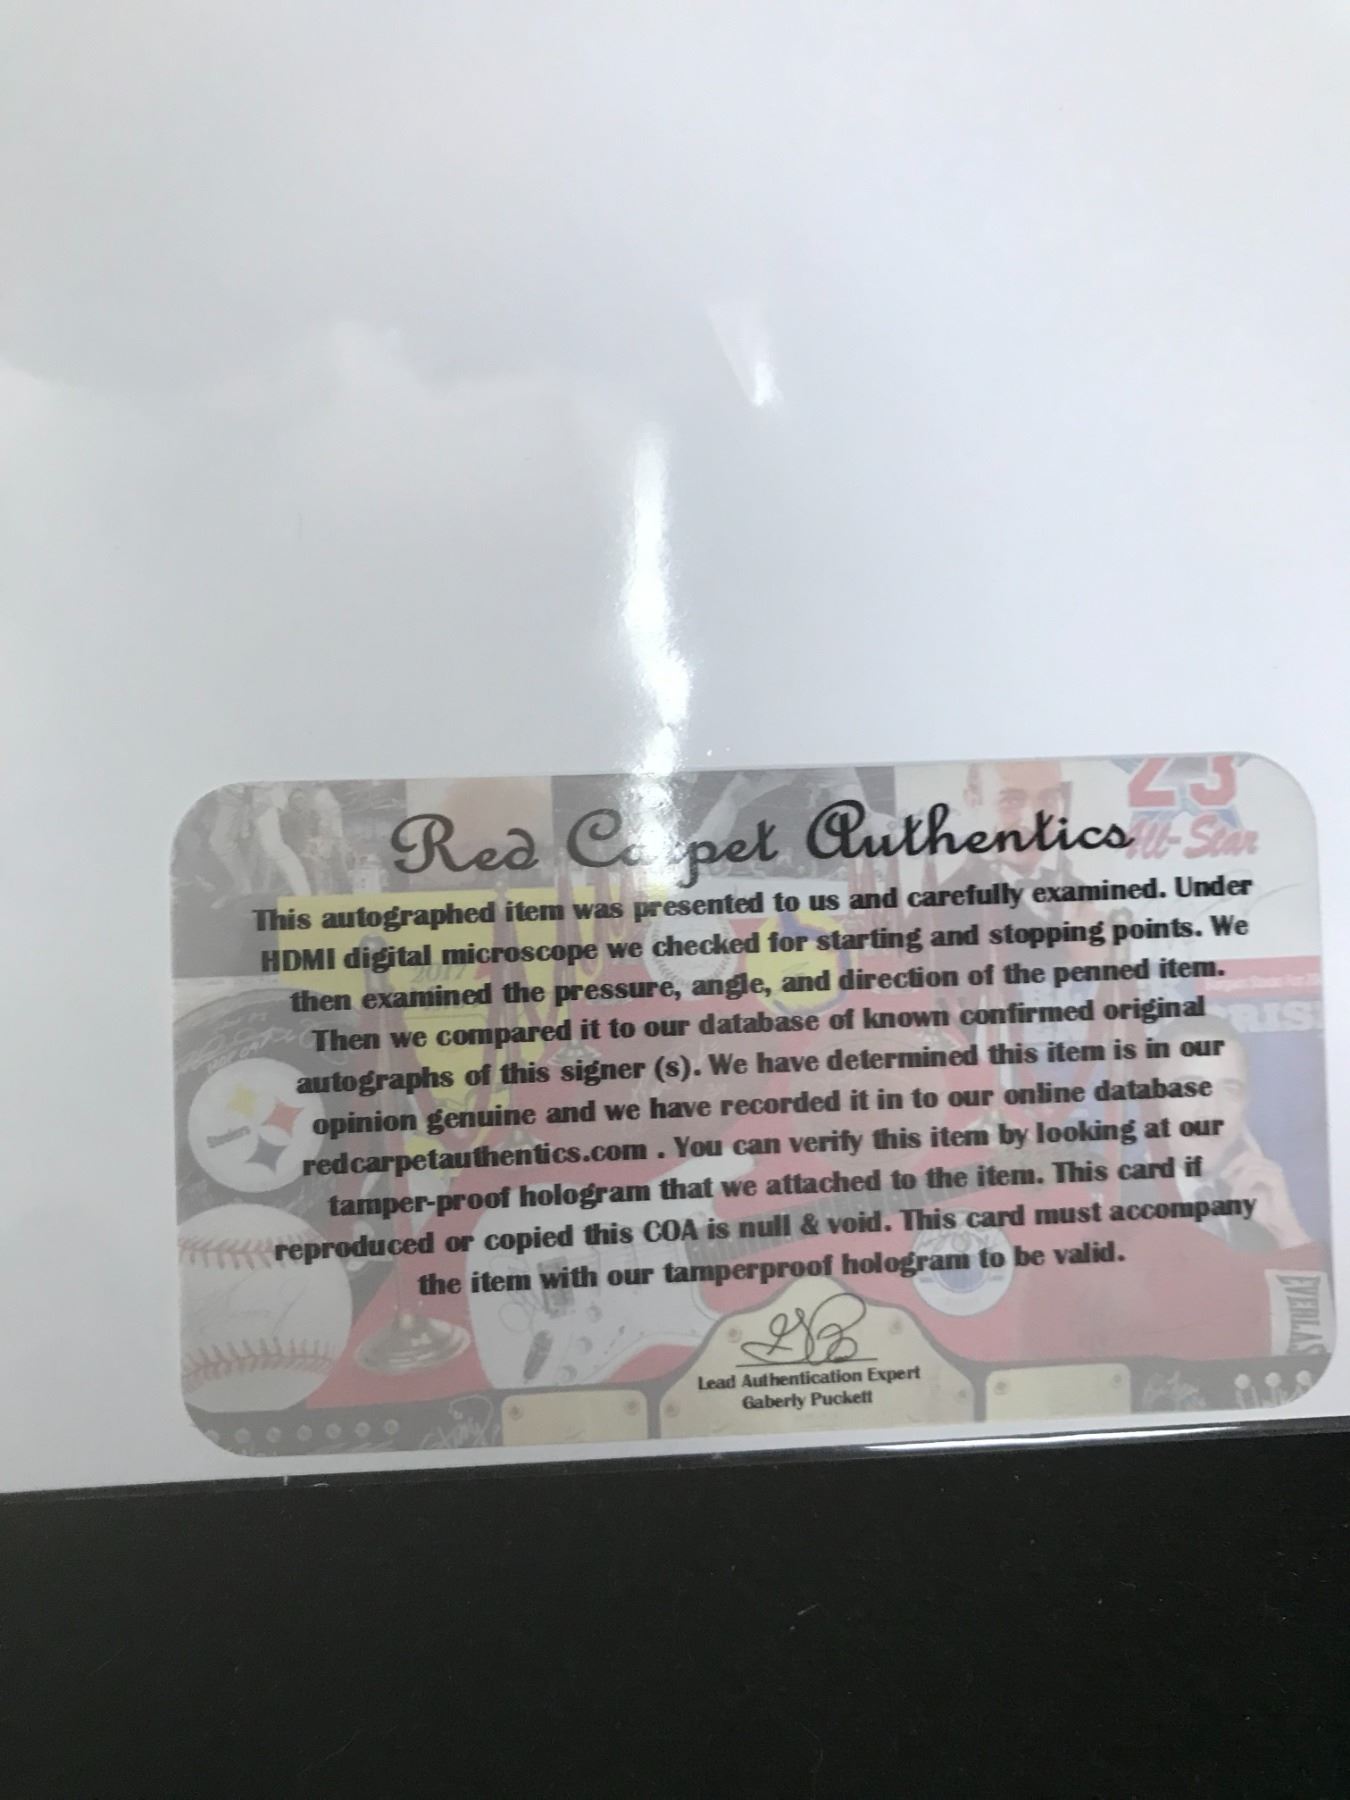 Red Carpet Authentics
23
All-Star
This autographed item was presented to us and carefully examined. Under
HDMI digital microscope we checked for starting and stopping points. We
then examined the pressure, angle, and direction of the penned item.
Then we compared it to our database of known confirmed original
autographs of this signer (s). We have determined this item is in our
opinion genuine and we have recorded it in to our online database
redcarpetauthentics.com . You can verify this item by looking at our
tamper-proof hologram that we attached to the item. This card if
reproduced or copied this COA is null & void. This card must accompany
the item with our tamperproof hologram to be valid.
2017
Steelers
EVERLAS
Lead Authentication Expert
Gaberly Puckett